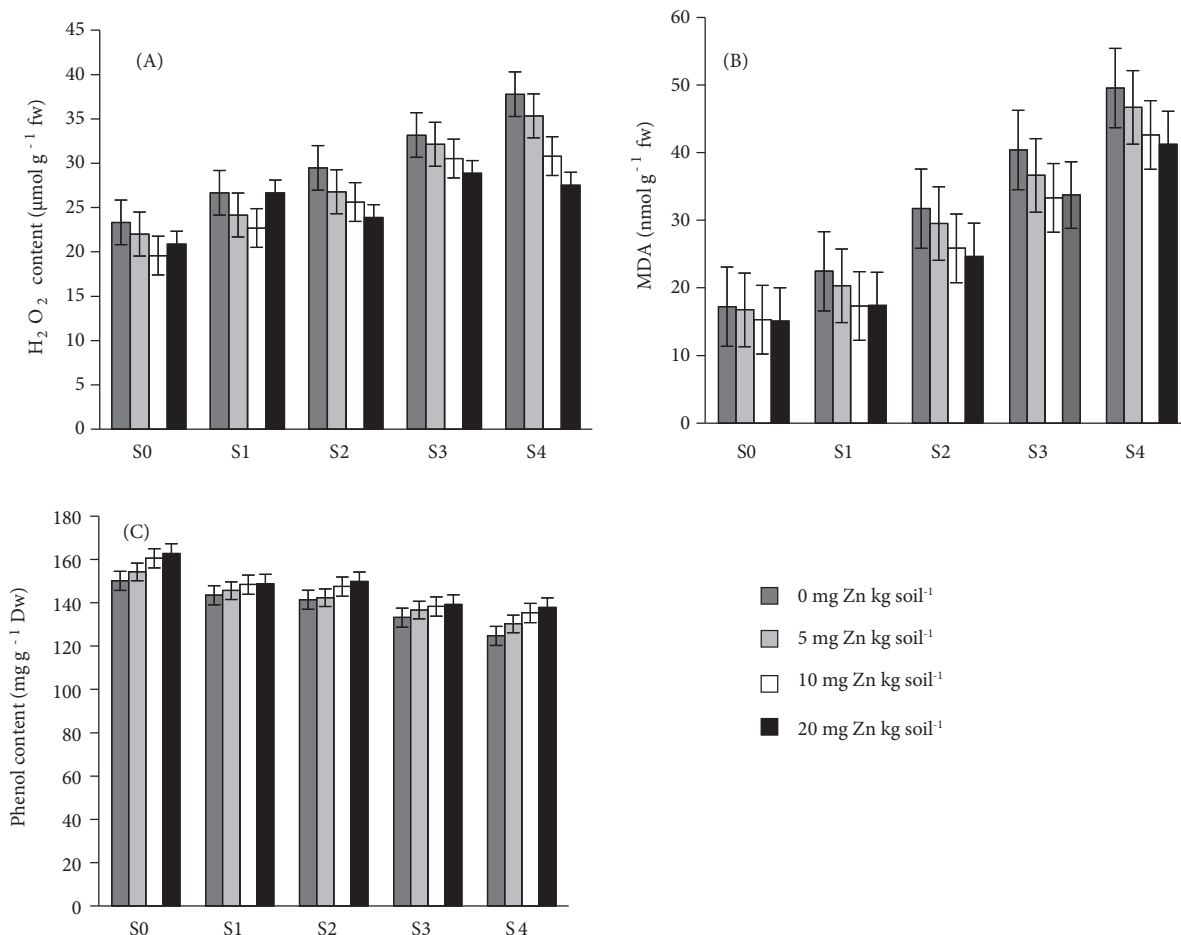 (A)
H2O2 content (μmol g-1 fw)
45
40
35
30
25
20
15
10
5
0
S0 S1 S2 S3 S4
(B)
MDA (nmol g-1 fw)
60
50
40
30
20
10
0
S0 S1 S2 S3 S4
(C)
Phenol content (mg g-1 Dw)
180
160
140
120
100
80
60
40
20
0
S0 S1 S2 S3 S4
0 mg Zn kg soil-1
5 mg Zn kg soil-1
10 mg Zn kg soil-1
20 mg Zn kg soil-1